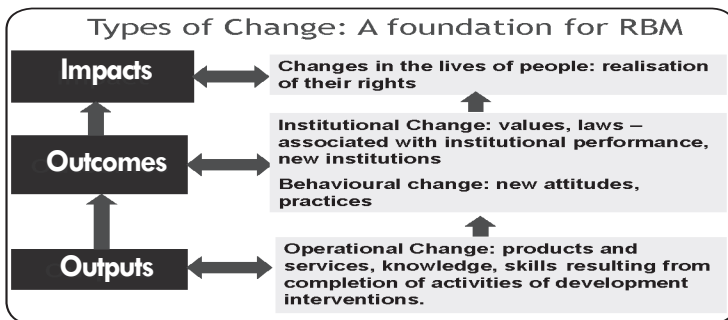 Types of Change: A foundation for RBM
Impacts
Changes in the lives of people: realisation
of their rights
Outcomes
Institutional Change: values, laws –
associated with institutional performance,
new institutions
Behavioural change: new attitudes,
practices
Outputs
Operational Change: products and
services, knowledge, skills resulting from
completion of activities of development
interventions.